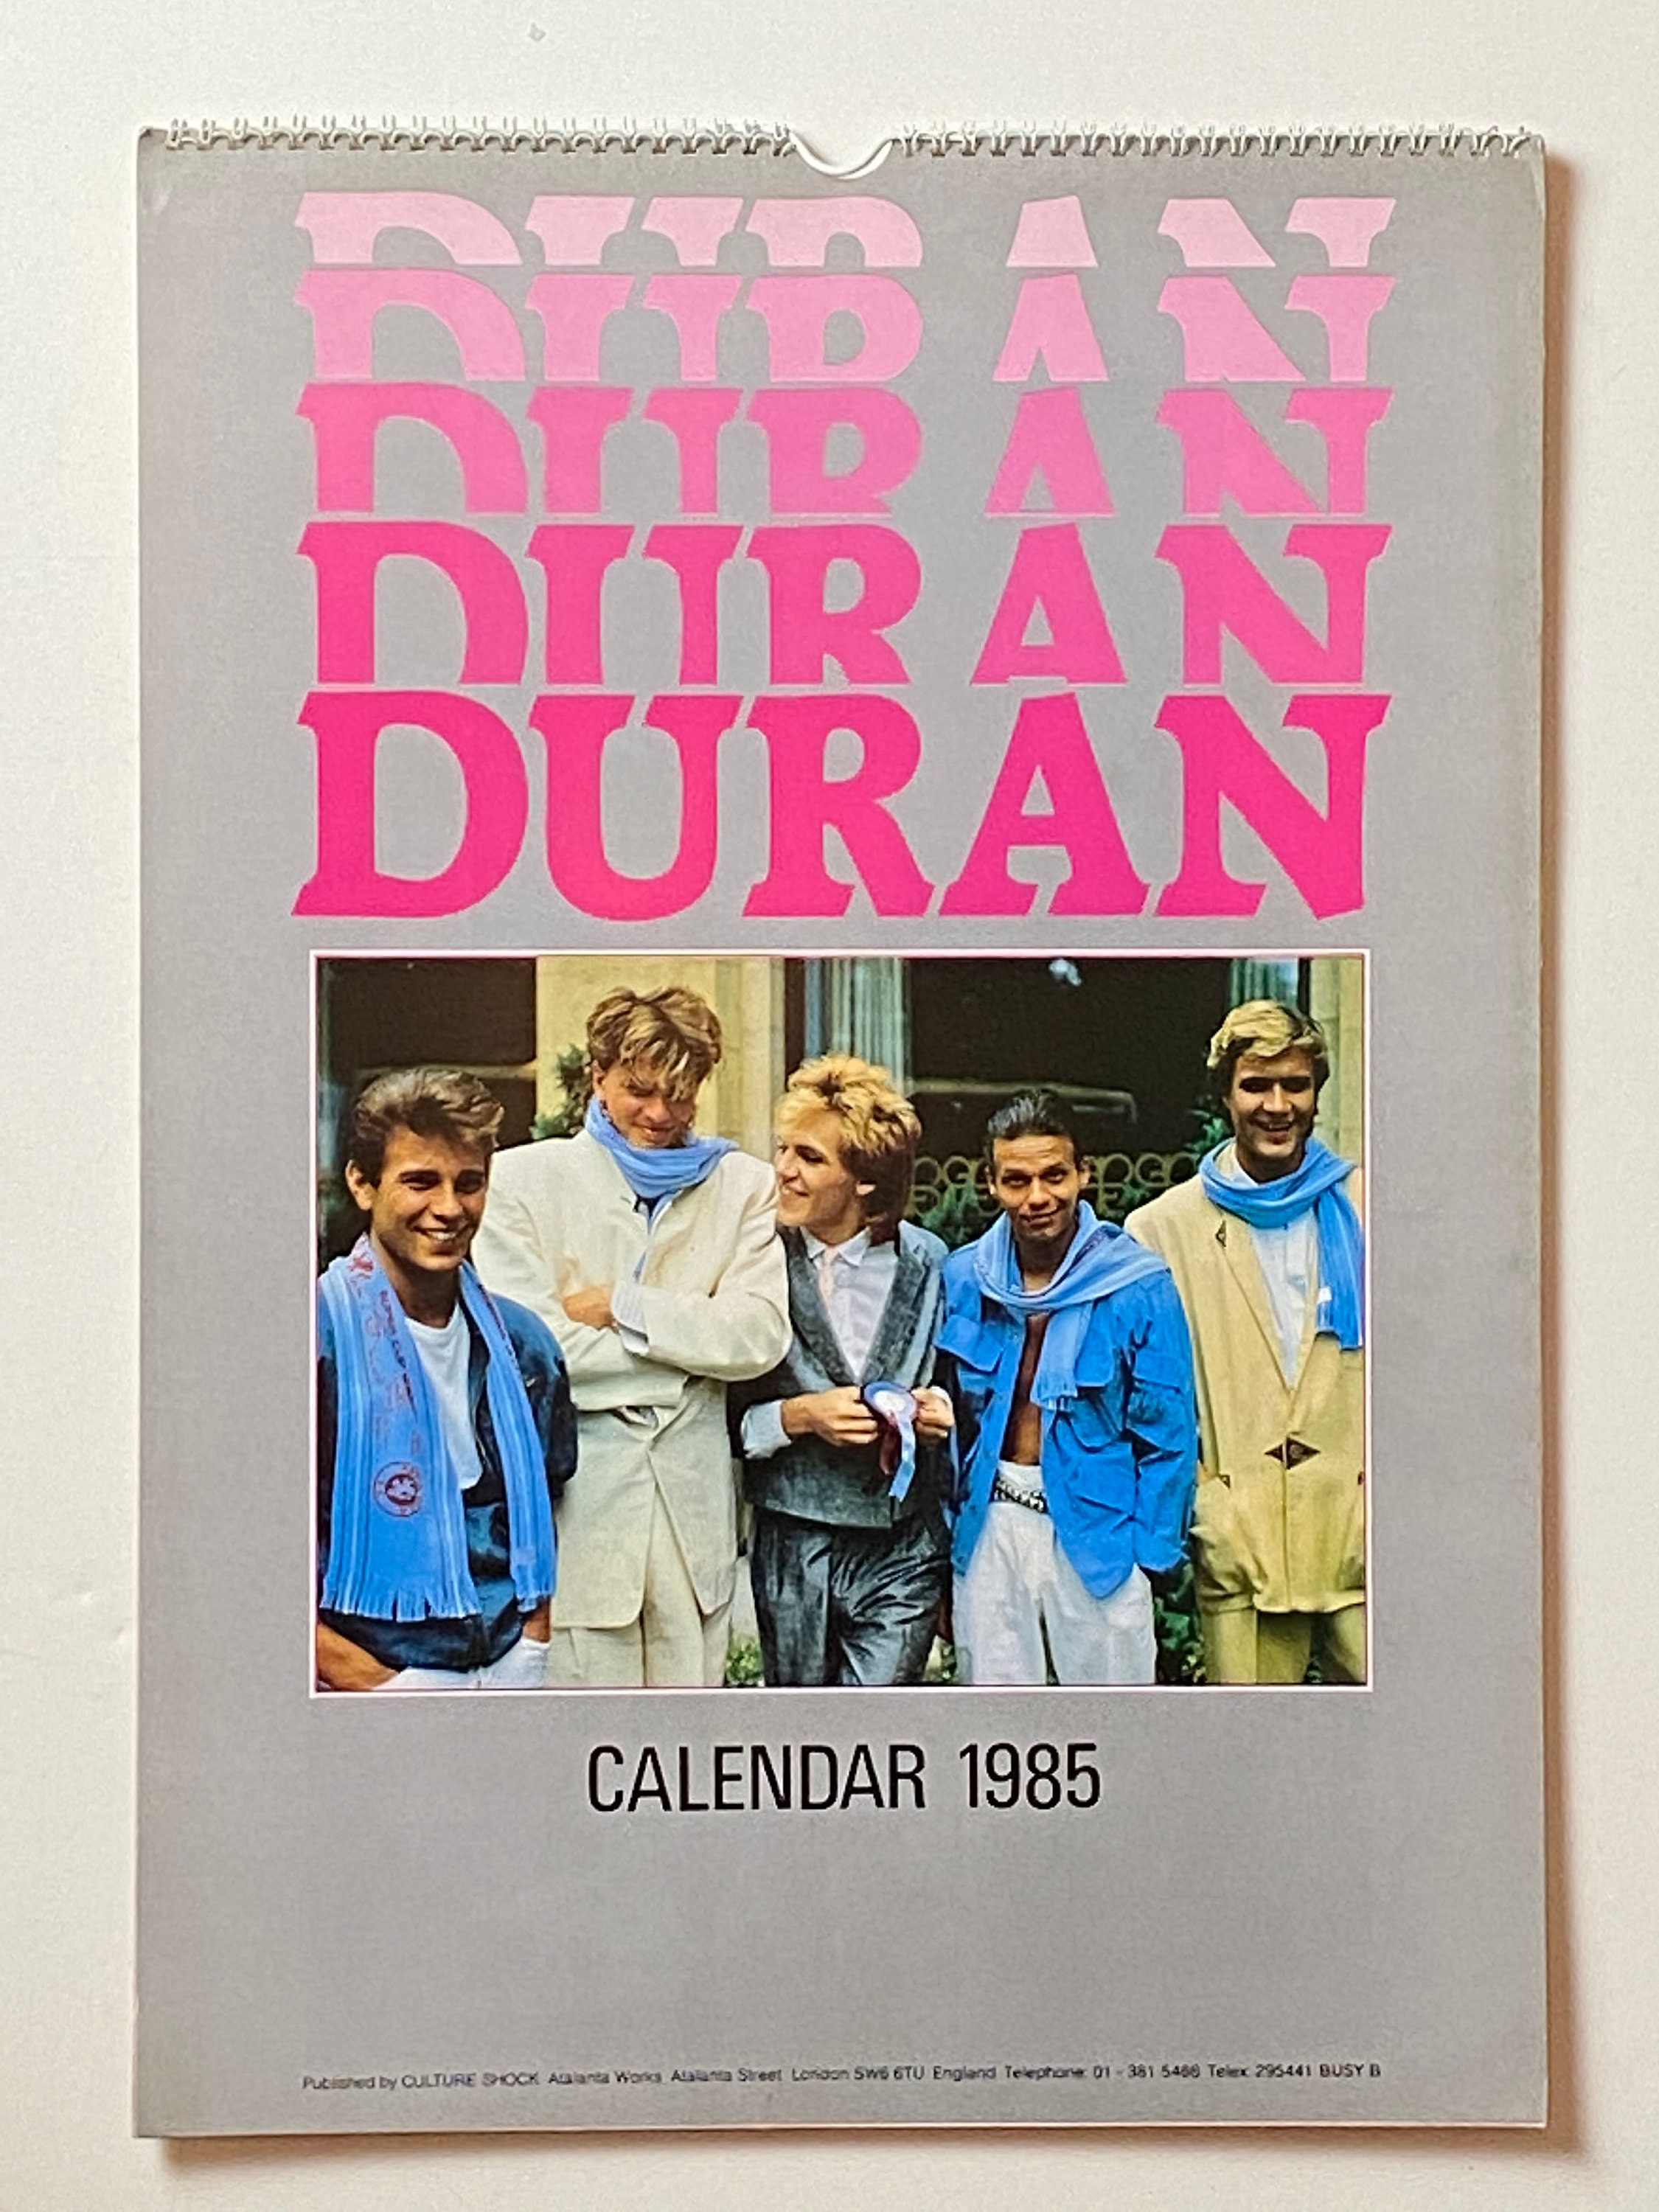 DURAN
DURAN
DURAN
DURAN
DURAN
CALENDAR 1985
Published by CULTURE SHOCK Atalanta Works Atalanta Street London SW6 6TU England Telephone: 01 - 381 5466 Telex 295441 BUSY B